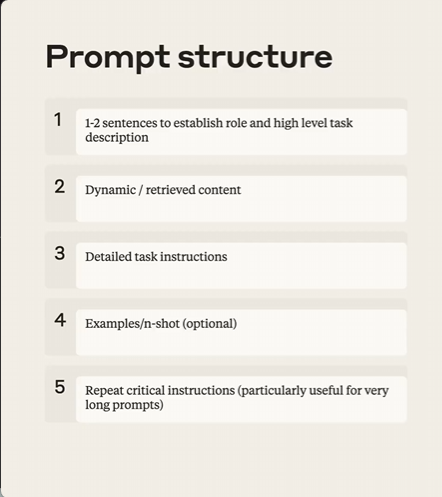 Prompt structure
1
1-2 sentences to establish role and high level task
description
2
Dynamic / retrieved content
3
Detailed task instructions
4
Examples/n-shot (optional)
5
Repeat critical instructions (particularly useful for very
long prompts)